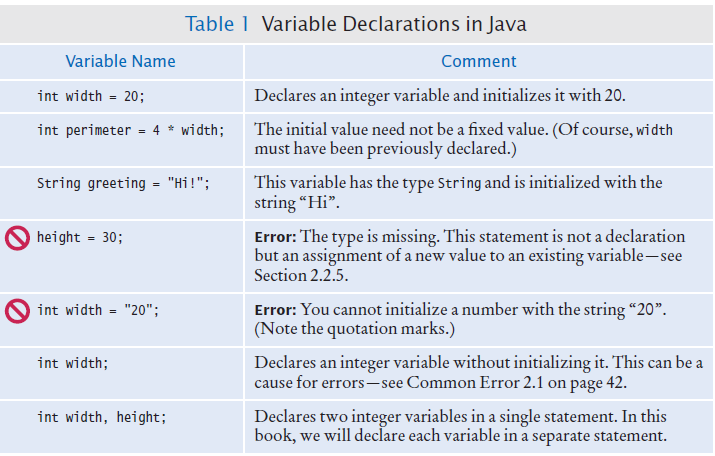 Table 1 Variable Declarations in Java
Variable Name Comment
int width = 20; Declares an integer variable and initializes it with 20.
int perimeter = 4 * width; The initial value need not be a fixed value. (Of course, width
must have been previously declared.)
String greeting = "Hi!"; This variable has the type String and is initialized with the
string “Hi”.
height = 30; Error: The type is missing. This statement is not a declaration
but an assignment of a new value to an existing variable—see
Section 2.2.5.
int width = "20"; Error: You cannot initialize a number with the string “20”.
(Note the quotation marks.)
int width; Declares an integer variable without initializing it. This can be a
cause for errors—see Common Error 2.1 on page 42.
int width, height; Declares two integer variables in a single statement. In this
book, we will declare each variable in a separate statement.